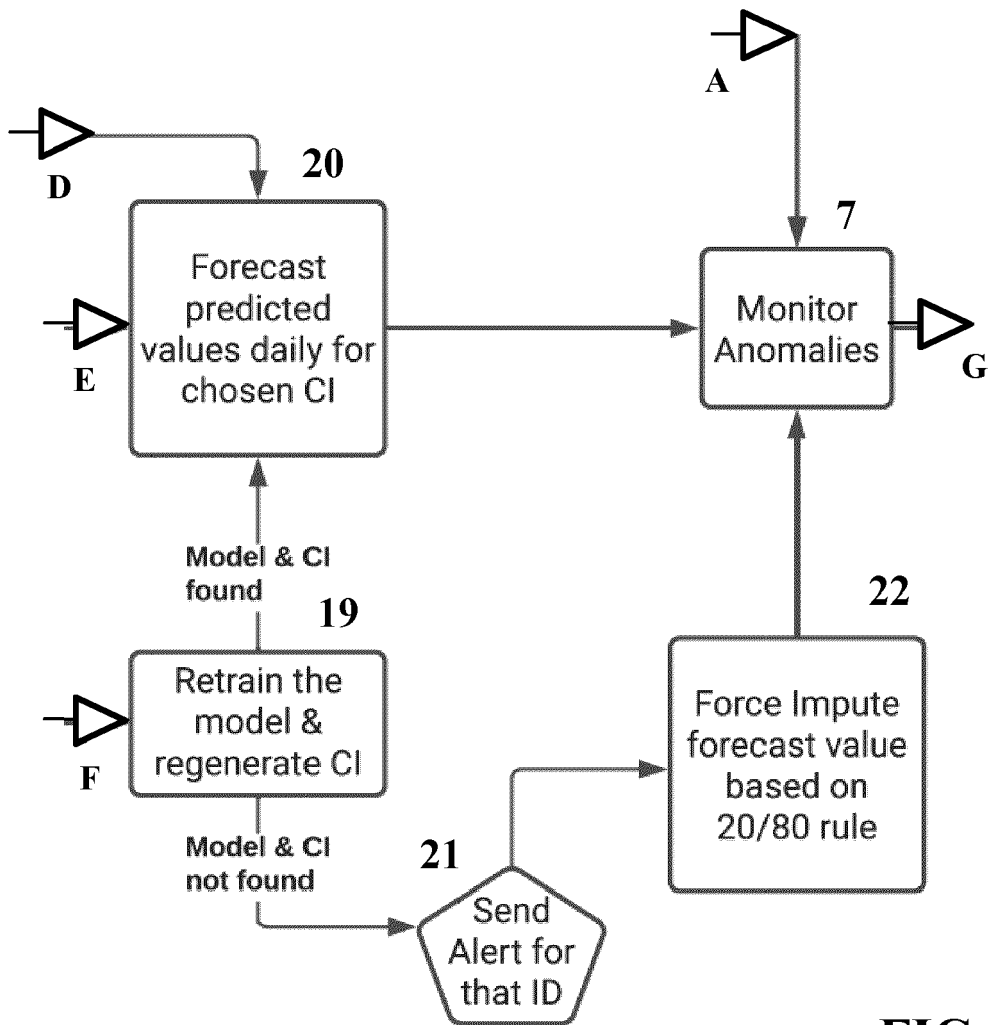 A
D
20
7
Forecast
predicted
values daily for
chosen CI
Monitor
Anomalies
E
G
Model & CI
found
19
22
Retrain the
model &
regenerate CI
F
Force Impute
forecast value
based on
20/80 rule
Model & CI
not found
21
Send
Alert for
that ID